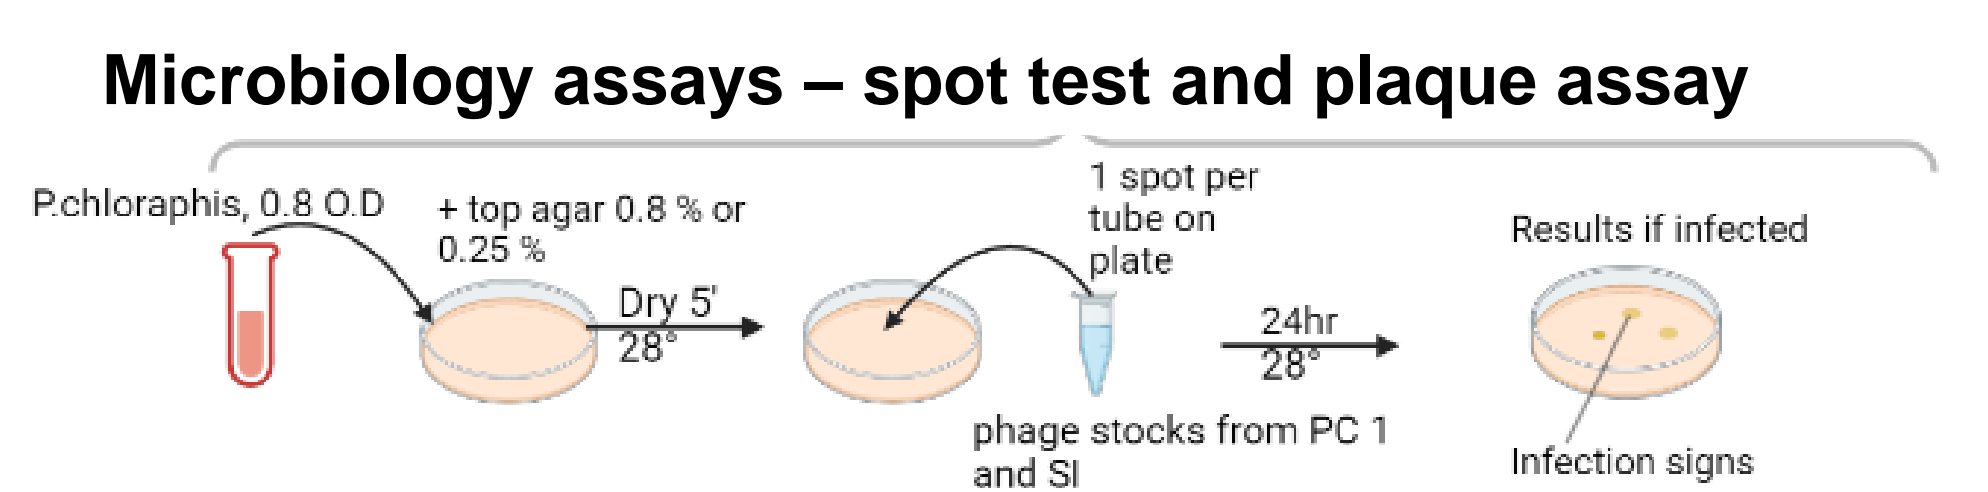 Microbiology assays – spot test and plaque assay
P.chloraphis, 0.8 O.D
+ top agar 0.8 % or
0.25 %
Dry 5'
28°
1 spot per
tube on
plate
phage stocks from PC 1
and SI
24hr
28°
Results if infected
Infection signs